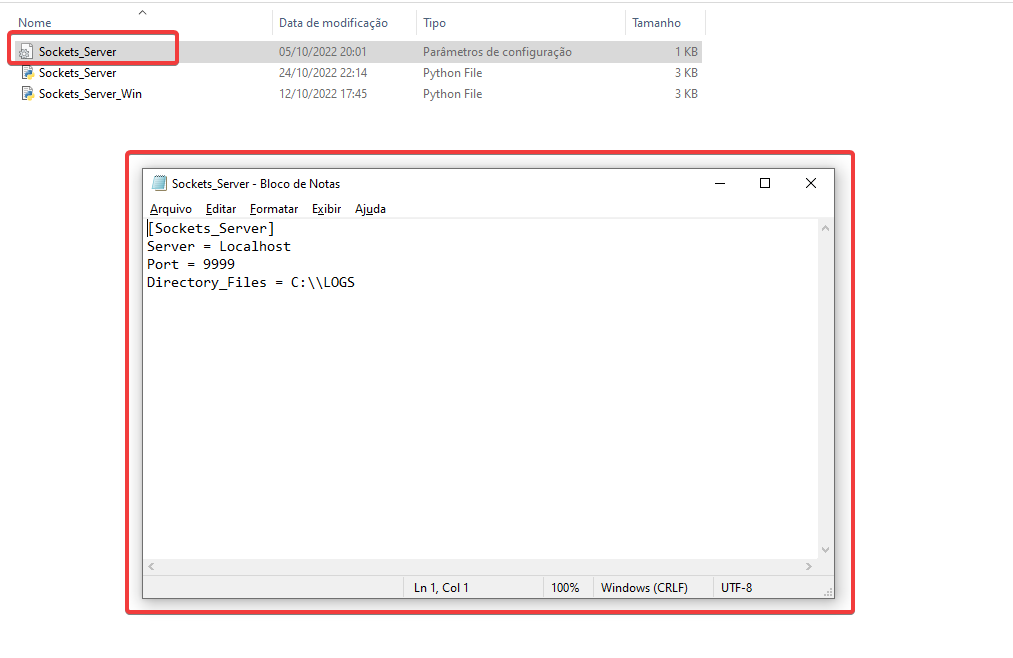 Nome Data de modificação Tipo Tamanho
Sockets_Server 05/10/2022 20:01 Parâmetros de configuração 1 KB
Sockets_Server 24/10/2022 22:14 Python File 3 KB
Sockets_Server_Win 12/10/2022 17:45 Python File 3 KB
Sockets_Server - Bloco de Notas
Arquivo Editar Formatar Exibir Ajuda
[Sockets_Server]
Server = Localhost
Port = 9999
Directory_Files = C:\\LOGS
Ln 1, Col 1 100% Windows (CRLF) UTF-8